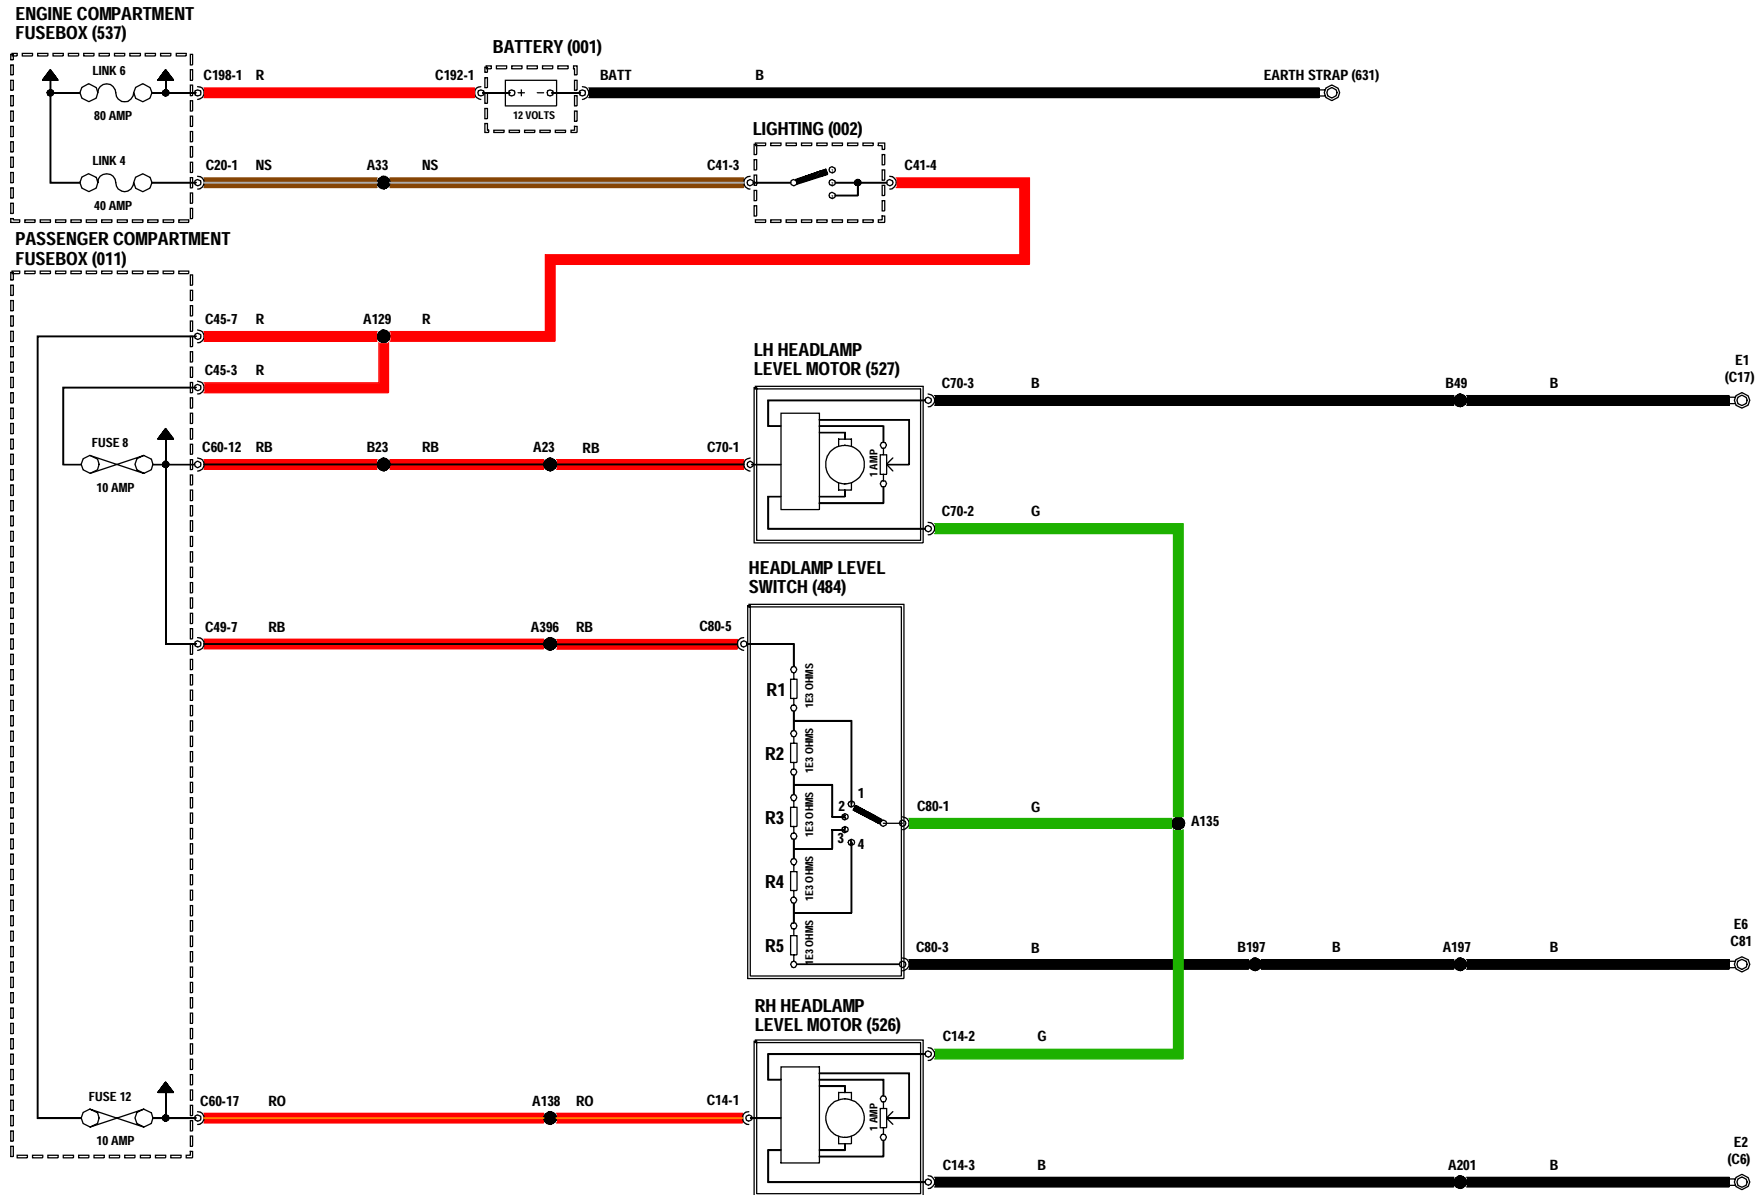 ENGINE COMPARTMENT
FUSEBOX (537)
LINK 6
80 AMP
C198-1 R
C192-1
BATTERY (001)
+ −
12 VOLTS
BATT
B
EARTH STRAP (631)
LINK 4
40 AMP
C20-1 NS
A33
NS
C41-3
LIGHTING (002)
C41-4
PASSENGER COMPARTMENT
FUSEBOX (011)
C45-7 R
A129
R
C45-3 R
FUSE 8
10 AMP
C60-12 RB
B23
RB
A23
RB
C70-1
LH HEADLAMP
LEVEL MOTOR (527)
1 AMP
C70-3
B
B49
B
E1
(C17)
C70-2
G
C49-7 RB
A396 RB
C80-5
HEADLAMP LEVEL
SWITCH (484)
R1
1E3 OHMS
R2
1E3 OHMS
R3
1E3 OHMS
R4
1E3 OHMS
R5
1E3 OHMS
1
2
3
4
C80-1
G
A135
C80-3
B
B197
B
A197
B
E6
C81
RH HEADLAMP
LEVEL MOTOR (526)
C14-2
G
FUSE 12
10 AMP
C60-17 RO
A138 RO
C14-1
1 AMP
C14-3
B
A201
B
E2
(C6)